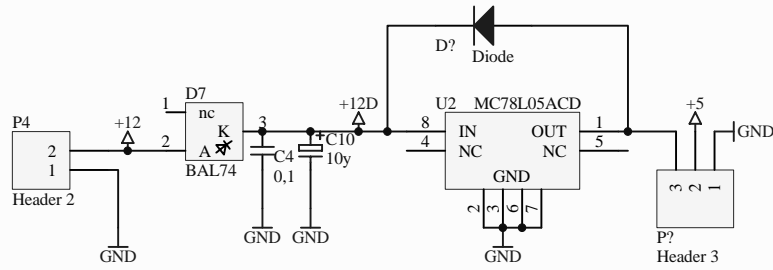 D?
Diode
D7
1
nc
K
3
A
2
BAL74
P4
+12
2
1
Header 2
GND
C4
0,1
GND
C10
10y
GND
+12D
U2
MC78L05ACD
8
IN
OUT
1
4
NC
NC
5
GND
2
3
6
7
GND
+5
GND
3
2
1
P?
Header 3